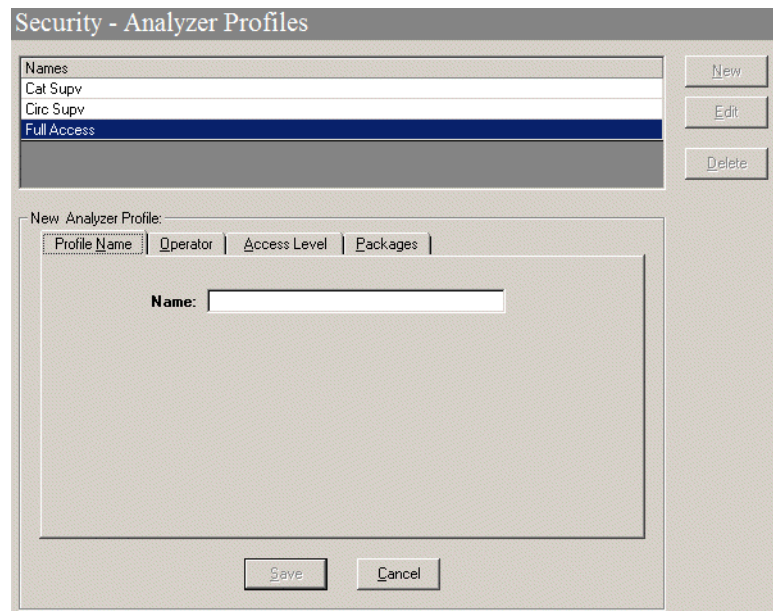 Security - Analyzer Profiles
Names
New
Cat Supv
Circ Supv
Edit
Full Access
Delete
New Analyzer Profile:
Profile Name Operator Access Level Packages
Name:
Save Cancel